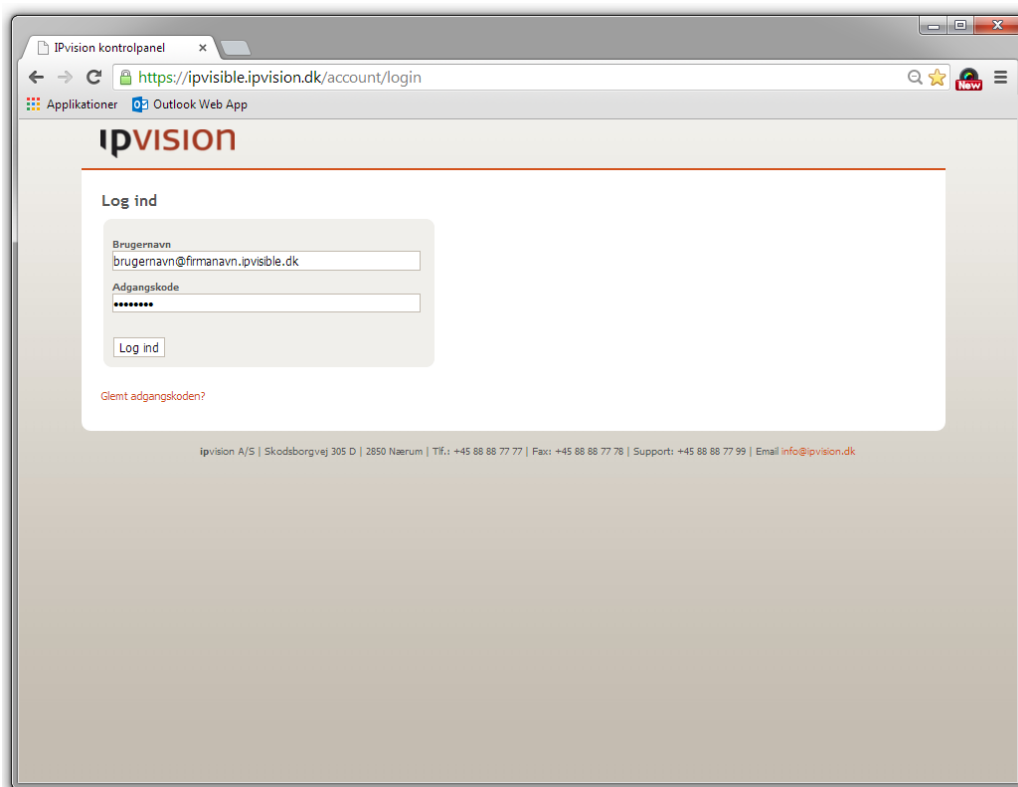 IPvision kontrolpanel
https://ipvisible.ipvision.dk/account/login
New
Applikationer Outlook Web App
ipvision
Log ind
Brugernavn
brugernavn@firmanavn.ipvisible.dk
Adgangskode
••••••••
Log ind
Glemt adgangskoden?
ipvision A/S | Skodsborgvej 305 D | 2850 Nærum | Tlf.: +45 88 88 77 77 | Fax: +45 88 88 77 78 | Support: +45 88 88 77 99 | Email info@ipvision.dk